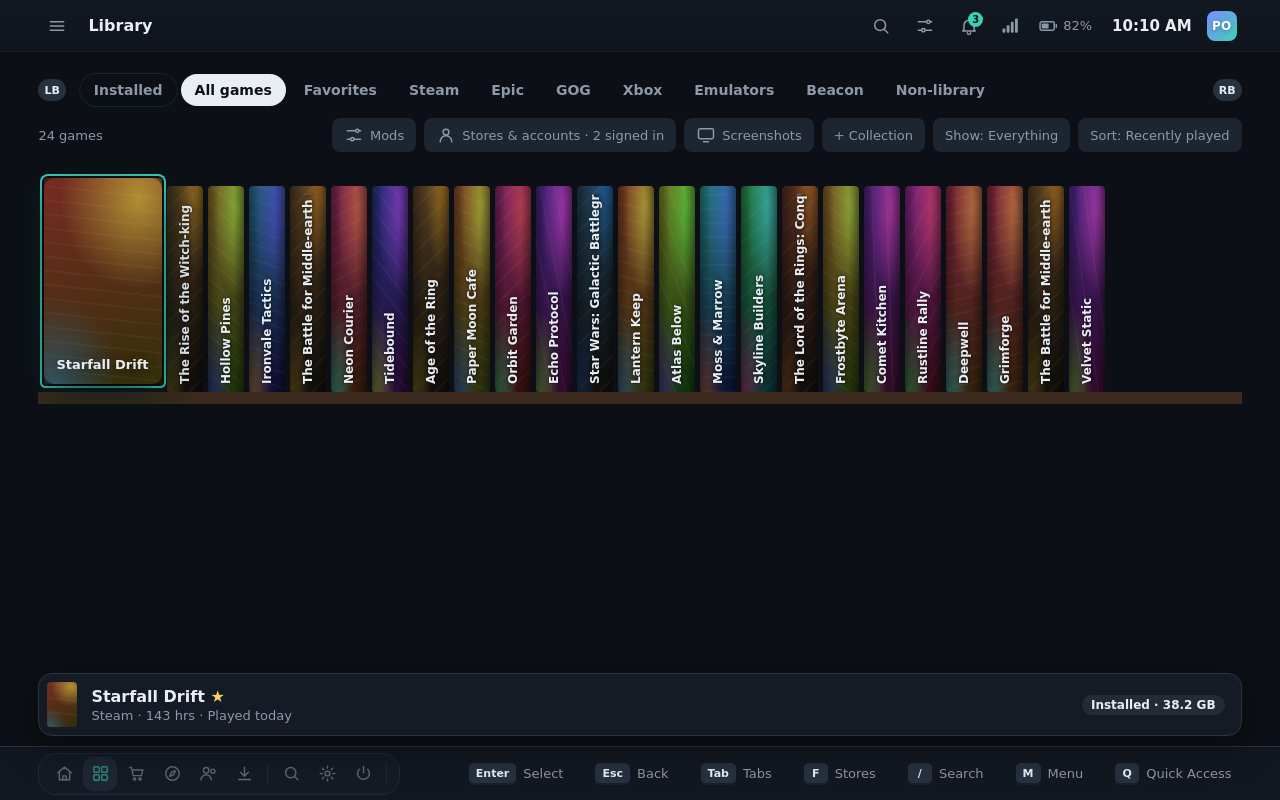 Library
3
82%
10:10 AM
PO
LB
Installed
All games
Favorites
Steam
Epic
GOG
Xbox
Emulators
Beacon
Non-library
RB
24 games
Mods
Stores & accounts · 2 signed in
Screenshots
+ Collection
Show: Everything
Sort: Recently played
Starfall Drift
The Rise of the Witch-king
Hollow Pines
Ironvale Tactics
The Battle for Middle-earth
Neon Courier
Tidebound
Age of the Ring
Paper Moon Cafe
Orbit Garden
Echo Protocol
Star Wars: Galactic Battlegr
Lantern Keep
Atlas Below
Moss & Marrow
Skyline Builders
The Lord of the Rings: Conq
Frostbyte Arena
Comet Kitchen
Rustline Rally
Deepwell
Grimforge
The Battle for Middle-earth
Velvet Static
Starfall Drift ★
Steam · 143 hrs · Played today
Installed · 38.2 GB
Enter Select
Esc Back
Tab Tabs
F Stores
/ Search
M Menu
Q Quick Access